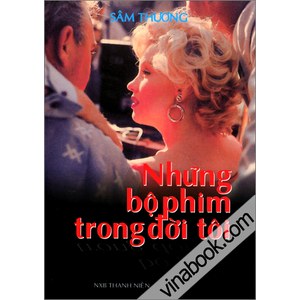 SÂM THƯƠNG
Những
bộ phim
trong đời tôi
NXB THANH NIÊN
vinabook.com